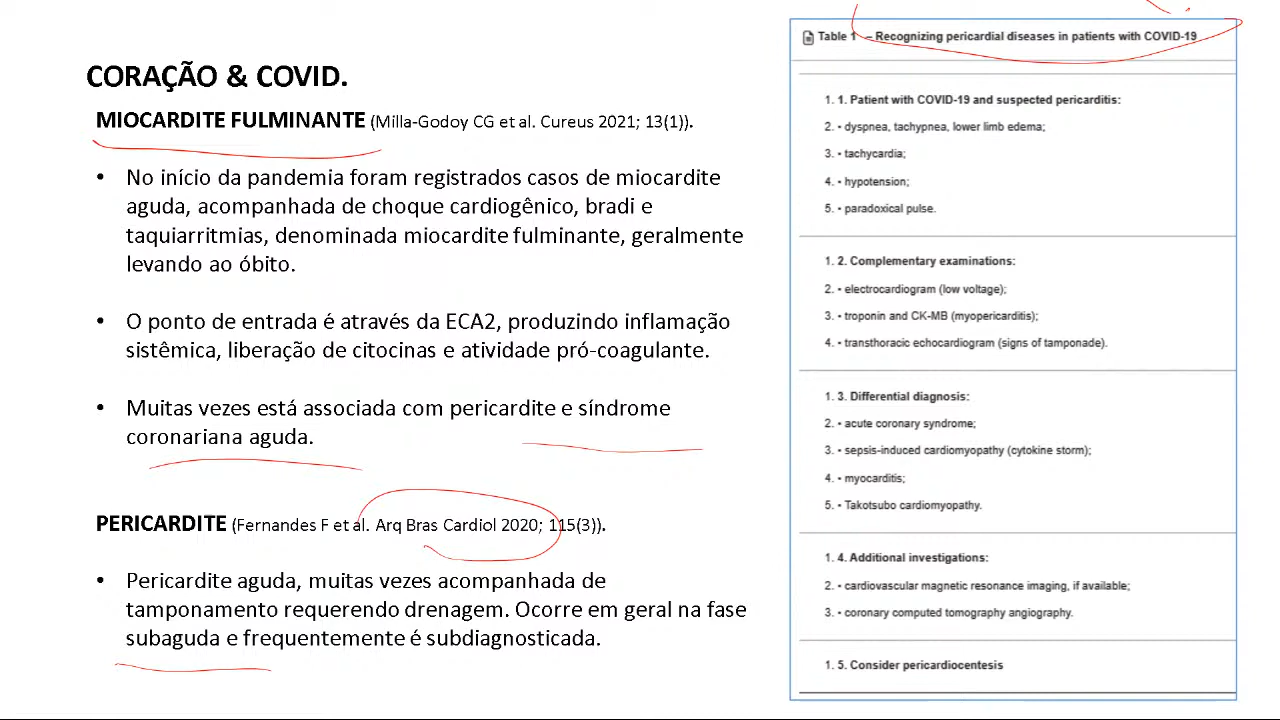 CORAÇÃO & COVID.
MIOCARDITE FULMINANTE (Milla-Godoy CG et al. Cureus 2021; 13(1)).
• No início da pandemia foram registrados casos de miocardite
aguda, acompanhada de choque cardiogênico, bradi e
taquiarritmias, denominada miocardite fulminante, geralmente
levando ao óbito.
• O ponto de entrada é através da ECA2, produzindo inflamação
sistêmica, liberação de citocinas e atividade pró-coagulante.
• Muitas vezes está associada com pericardite e síndrome
coronariana aguda.
PERICARDITE (Fernandes F et al. Arq Bras Cardiol 2020; 115(3)).
• Pericardite aguda, muitas vezes acompanhada de
tamponamento requerendo drenagem. Ocorre em geral na fase
subaguda e frequentemente é subdiagnosticada.
Table 1 – Recognizing pericardial diseases in patients with COVID-19
1. 1. Patient with COVID-19 and suspected pericarditis:
2. • dyspnea, tachypnea, lower limb edema;
3. • tachycardia;
4. • hypotension;
5. • paradoxical pulse.
1. 2. Complementary examinations:
2. • electrocardiogram (low voltage);
3. • troponin and CK-MB (myopericarditis);
4. • transthoracic echocardiogram (signs of tamponade).
1. 3. Differential diagnosis:
2. • acute coronary syndrome;
3. • sepsis-induced cardiomyopathy (cytokine storm);
4. • myocarditis;
5. • Takotsubo cardiomyopathy.
1. 4. Additional investigations:
2. • cardiovascular magnetic resonance imaging, if available;
3. • coronary computed tomography angiography.
1. 5. Consider pericardiocentesis